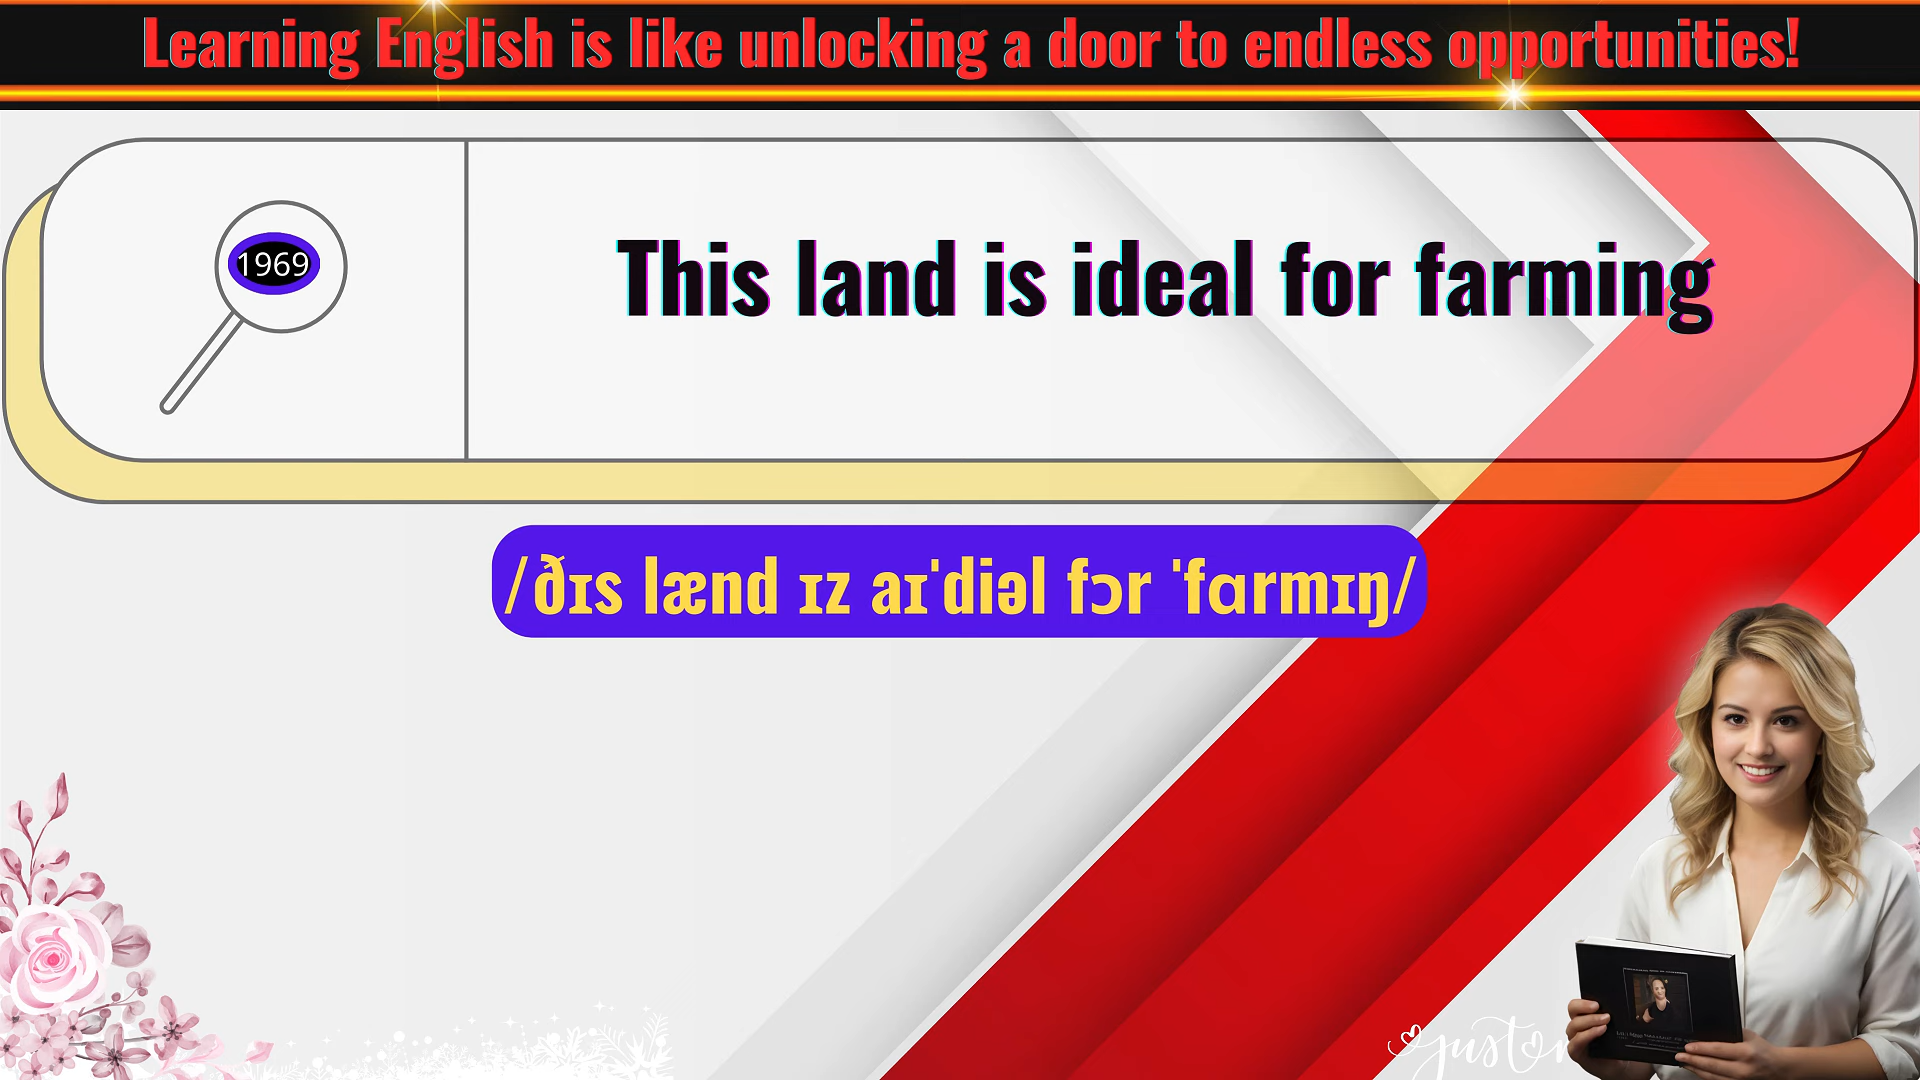 Learning English is like unlocking a door to endless opportunities!
1969
This land is ideal for farming
/ðɪs lænd ɪz aɪˈdiəl fɔr ˈfɑrmɪŋ/